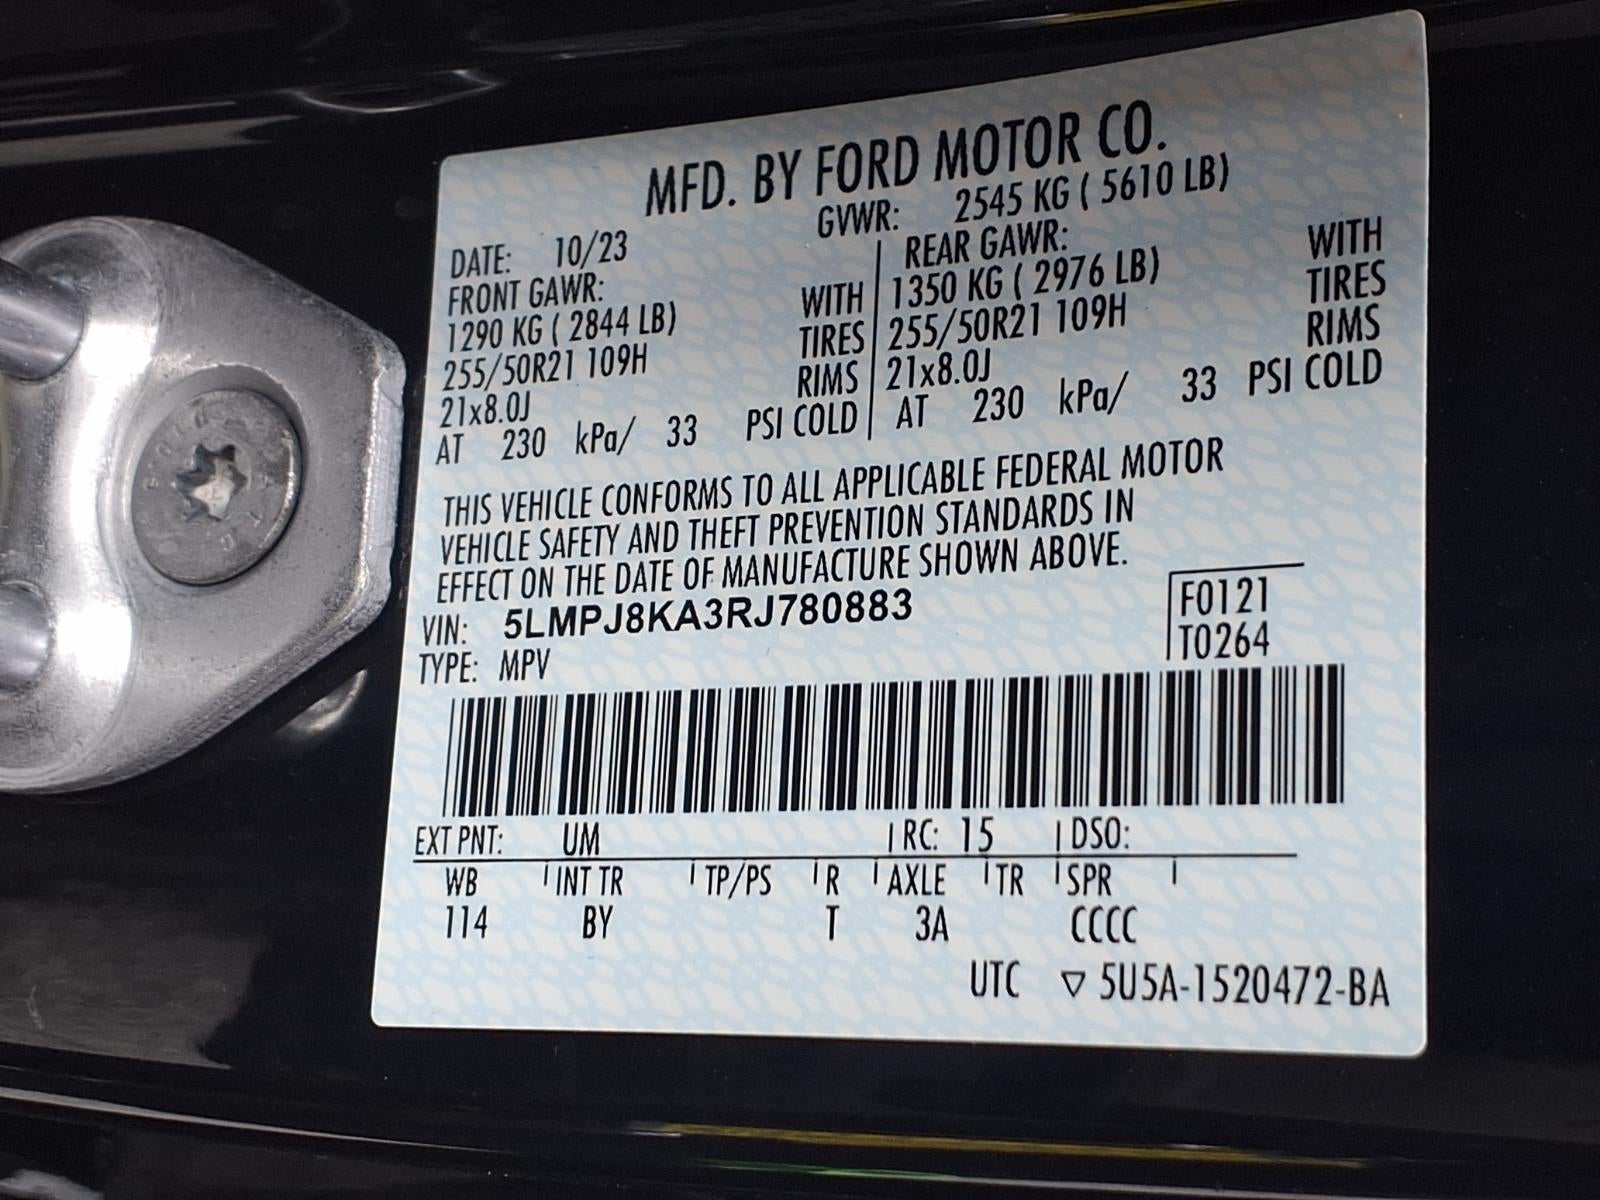 MFD. BY FORD MOTOR CO.
DATE: 10/23 GVWR: 2545 KG ( 5610 LB)
FRONT GAWR: REAR GAWR:
1290 KG ( 2844 LB) WITH 1350 KG ( 2976 LB) WITH
255/50R21 109H TIRES 255/50R21 109H TIRES
21x8.0J RIMS 21x8.0J RIMS
AT 230 kPa/ 33 PSI COLD AT 230 kPa/ 33 PSI COLD
THIS VEHICLE CONFORMS TO ALL APPLICABLE FEDERAL MOTOR
VEHICLE SAFETY AND THEFT PREVENTION STANDARDS IN
EFFECT ON THE DATE OF MANUFACTURE SHOWN ABOVE.
VIN: 5LMPJ8KA3RJ780883 F0121
TYPE: MPV T0264
EXT PNT: UM RC: 15 DSO:
WB INT TR TP/PS R AXLE TR SPR
114 BY T 3A CCCC
UTC ▽ 5U5A-1520472-BA